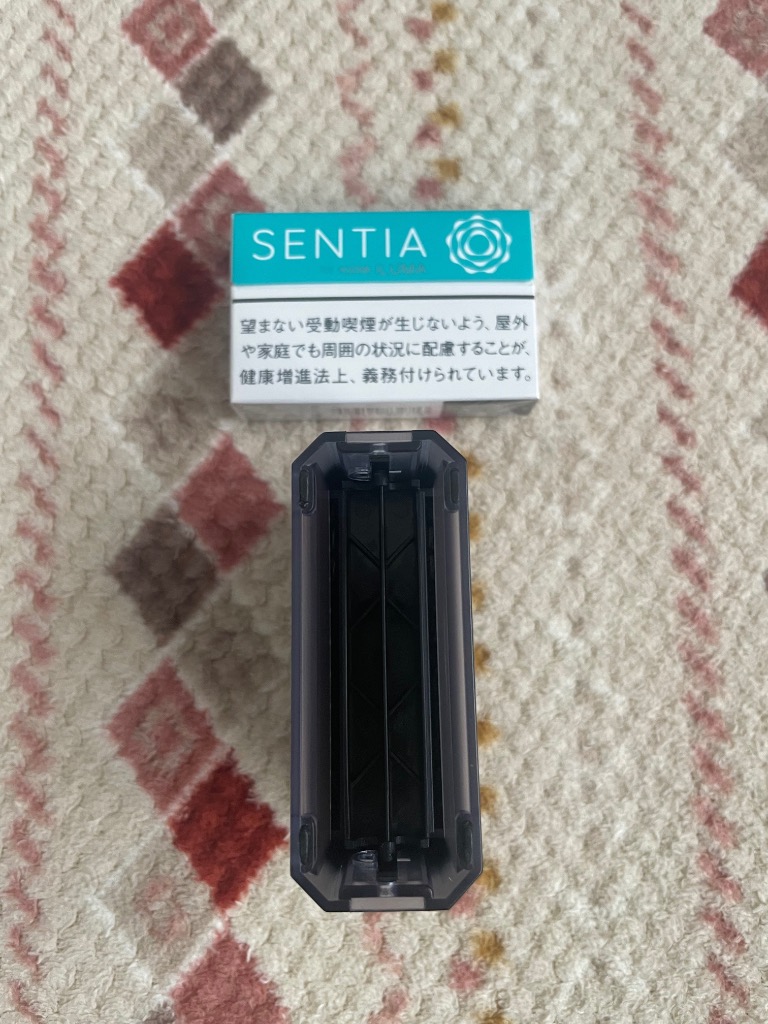 SENTIA
望まない受動喫煙が生じないよう、屋外
や家庭でも周囲の状況に配慮することが、
健康増進法上、義務付けられています。